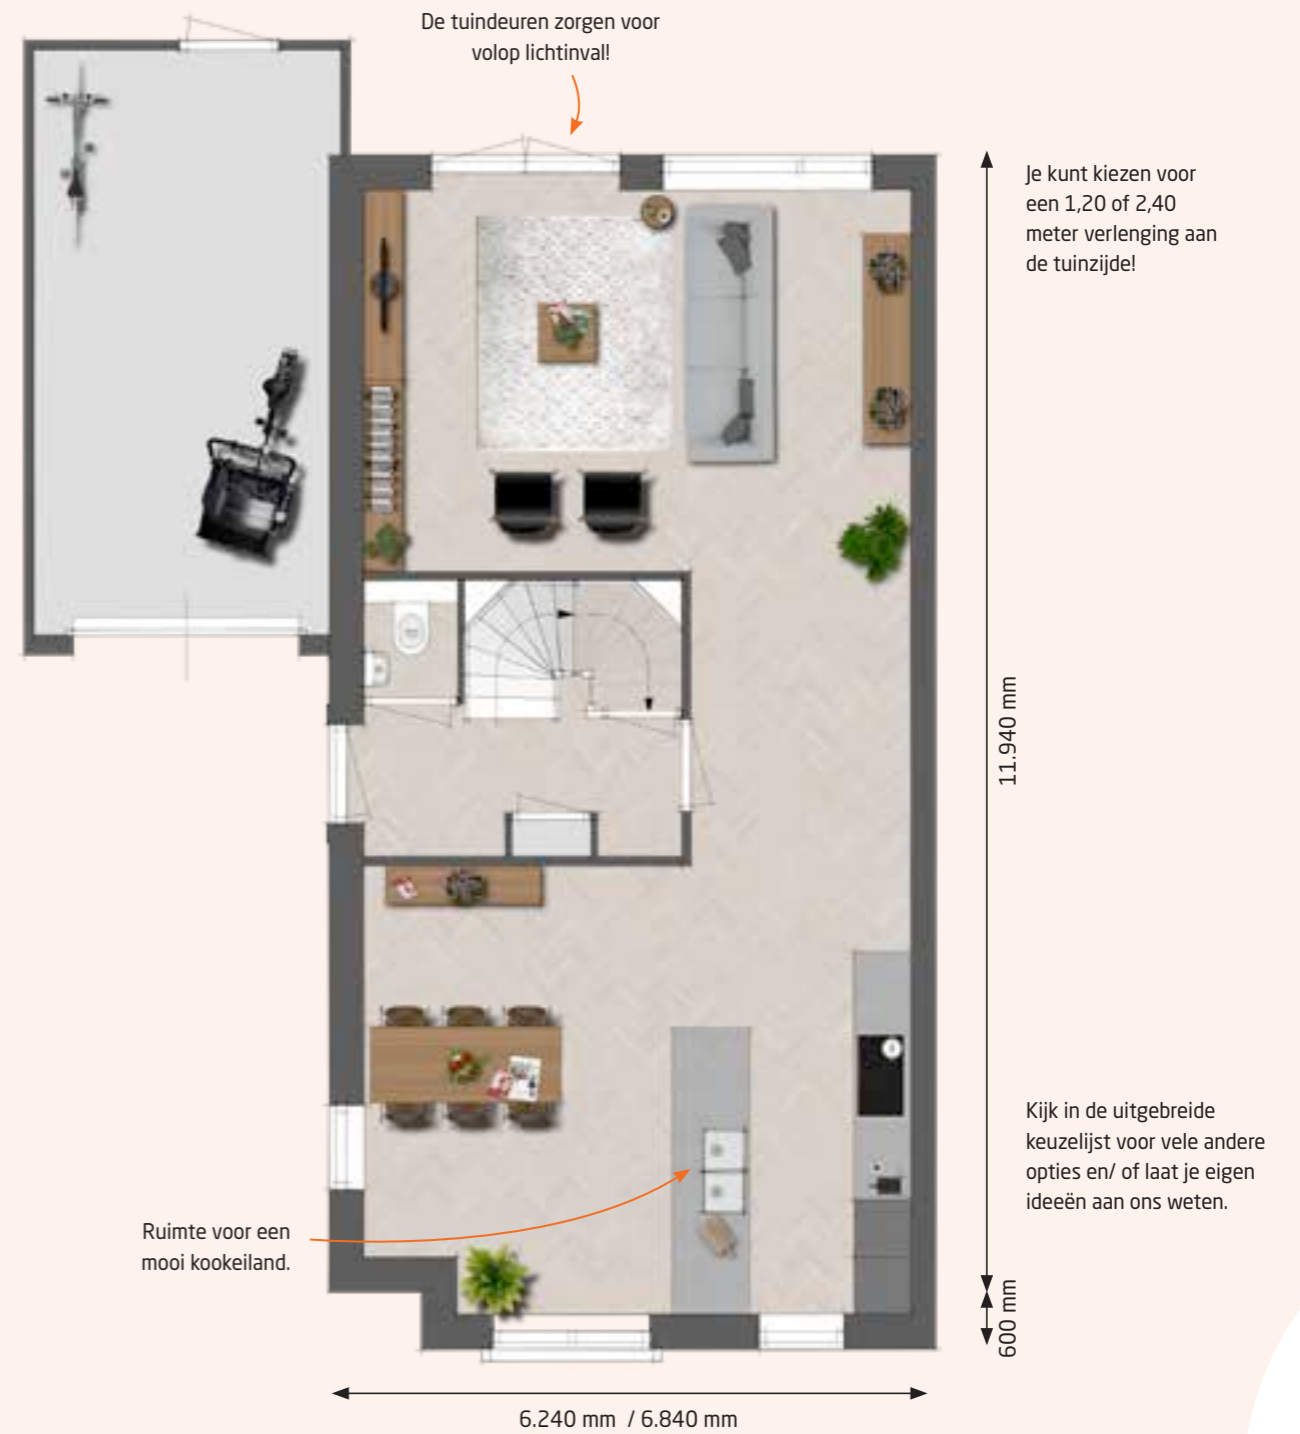 De tuindeuren zorgen voor
volop lichtinval!
Je kunt kiezen voor
een 1,20 of 2,40
meter verlenging aan
de tuinzijde!
11.940 mm
Kijk in de uitgebreide
keuzelijst voor vele andere
opties en/ of laat je eigen
ideeën aan ons weten.
Ruimte voor een
mooi kookeiland.
600 mm
6.240 mm / 6.840 mm